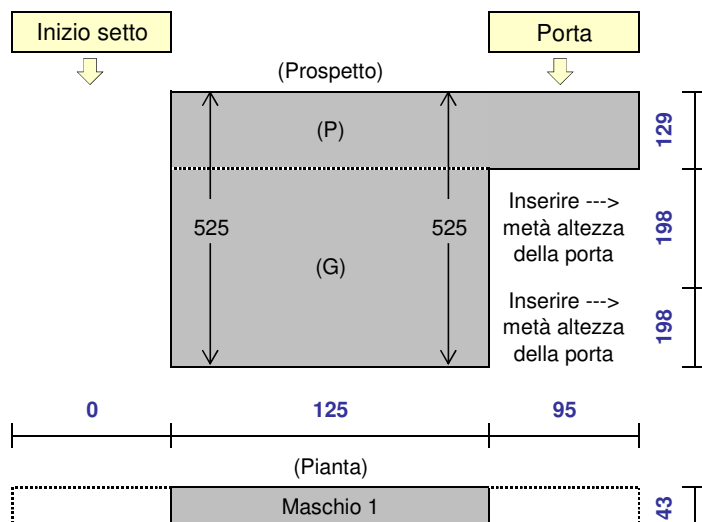 Inizio setto
Porta
(Prospetto)
(P)
129
525
525
Inserire --->
metà altezza
della porta
198
(G)
Inserire --->
metà altezza
della porta
198
0
125
95
(Pianta)
Maschio 1
43